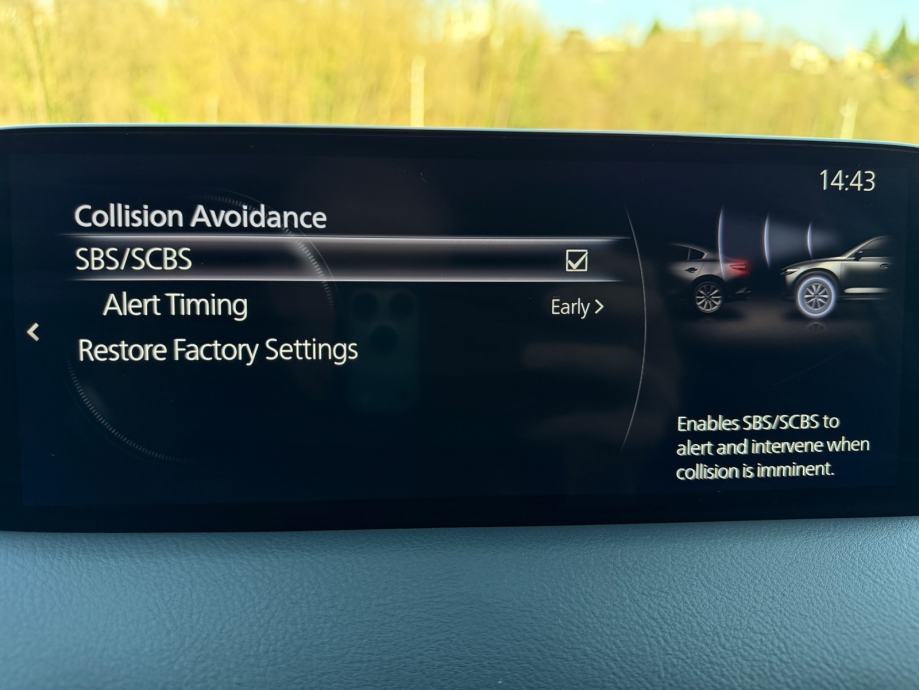 14:43
Collision Avoidance
SBS/SCBS
Alert Timing Early
Restore Factory Settings
Enables SBS/SCBS to
alert and intervene when
collision is imminent.